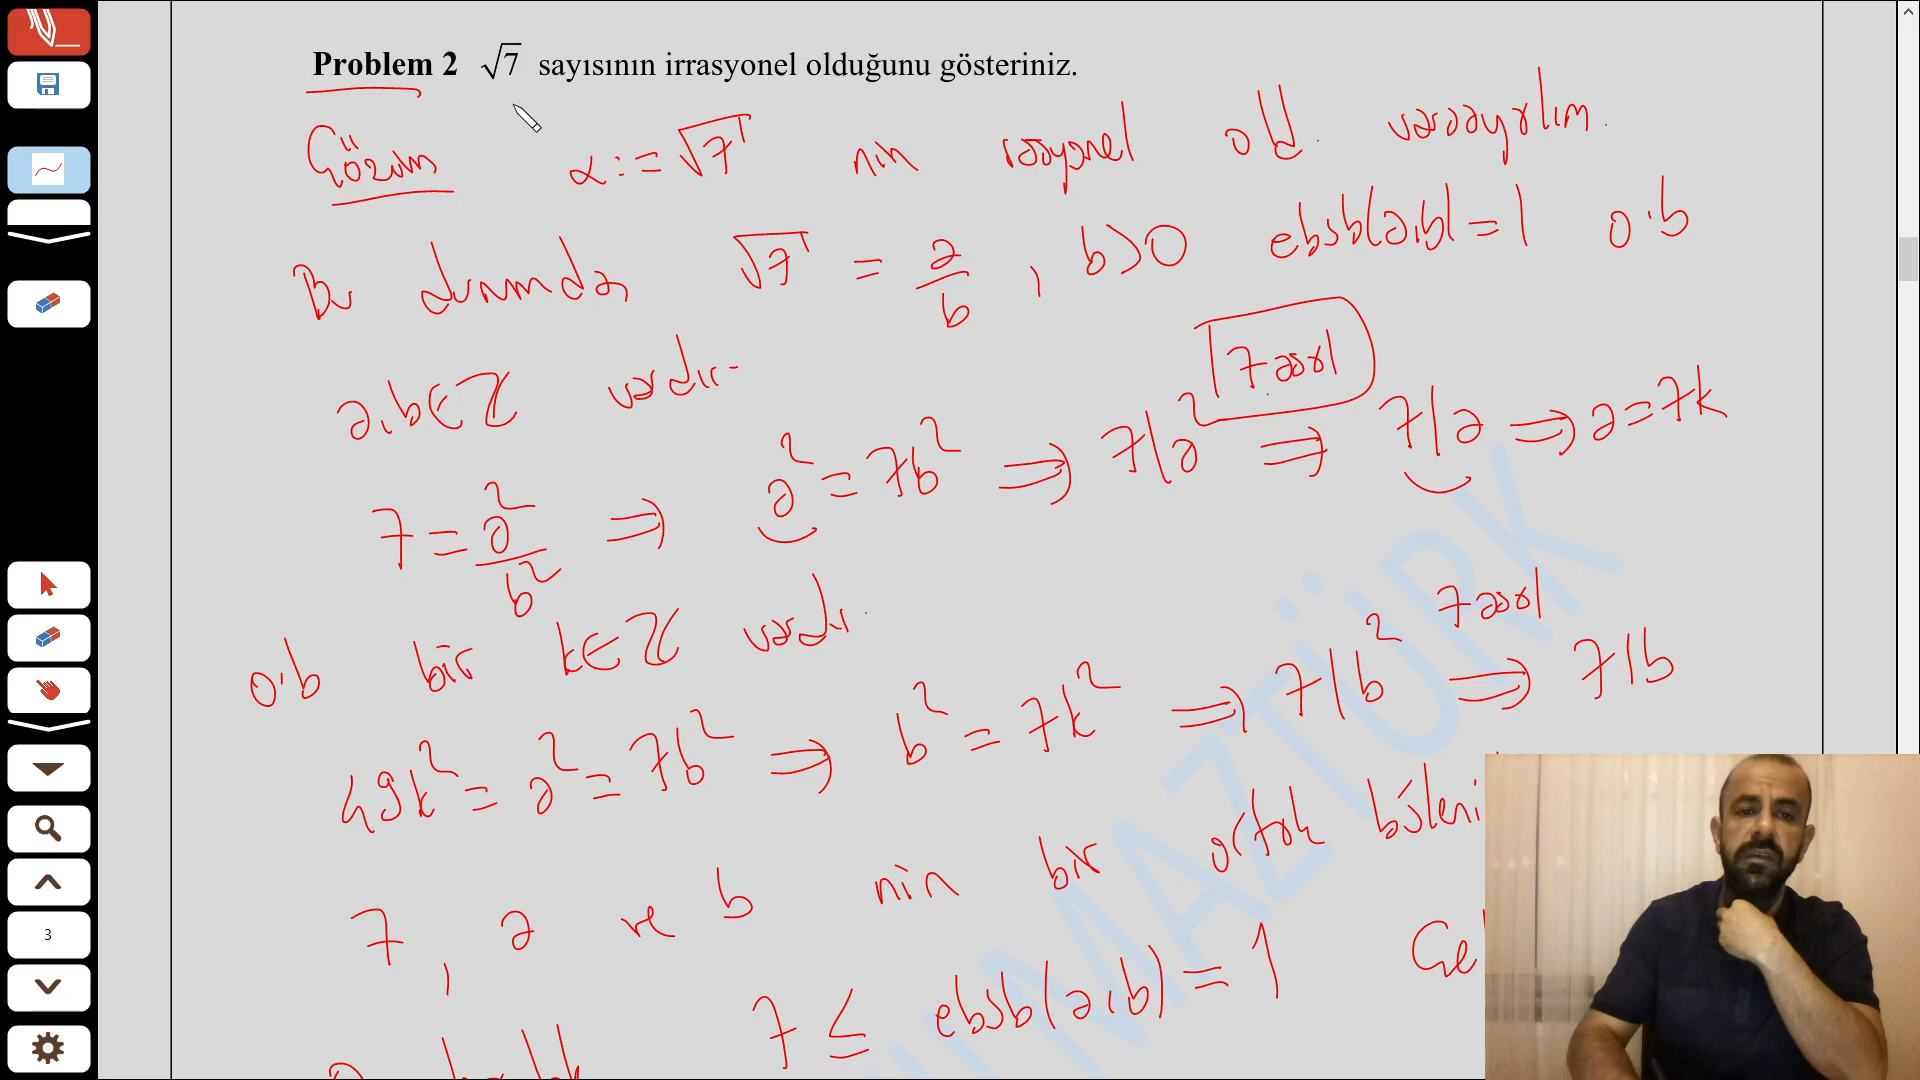 Problem 2 √7 sayısının irrasyonel olduğunu gösteriniz.
Çözüm α := √7 nin rasyonel old. varsayalım.
Bu durumda, √7 = a/b , b>0 ebob(a,b)=1 o.b
a,b∈ℤ vardır.
7 asal
7 = a²/b² ⇒ a² = 7b² ⇒ 7|a² ⇒ 7|a ⇒ a=7k
o.b bir k∈ℤ vardır.
7 asal
49k² = a² = 7b² ⇒ b² = 7k² ⇒ 7|b² ⇒ 7|b
7, a ve b nin bir ortak böleni
7 ≤ ebob(a,b) = 1
3